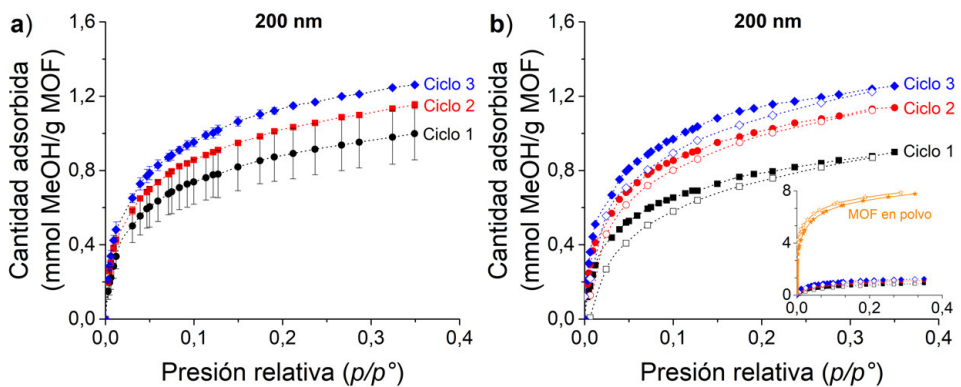 a)
200 nm
Cantidad adsorbida
(mmol MeOH/g MOF)
1,6
1,2
0,8
0,4
0,0
Ciclo 3
Ciclo 2
Ciclo 1
0,0 0,1 0,2 0,3 0,4
Presión relativa (p/p°)
b)
200 nm
Cantidad adsorbida
(mmol MeOH/g MOF)
1,6
1,2
0,8
0,4
0,0
Ciclo 3
Ciclo 2
Ciclo 1
8
4
0
MOF en polvo
0,0 0,2 0,4
0,0 0,1 0,2 0,3 0,4
Presión relativa (p/p°)